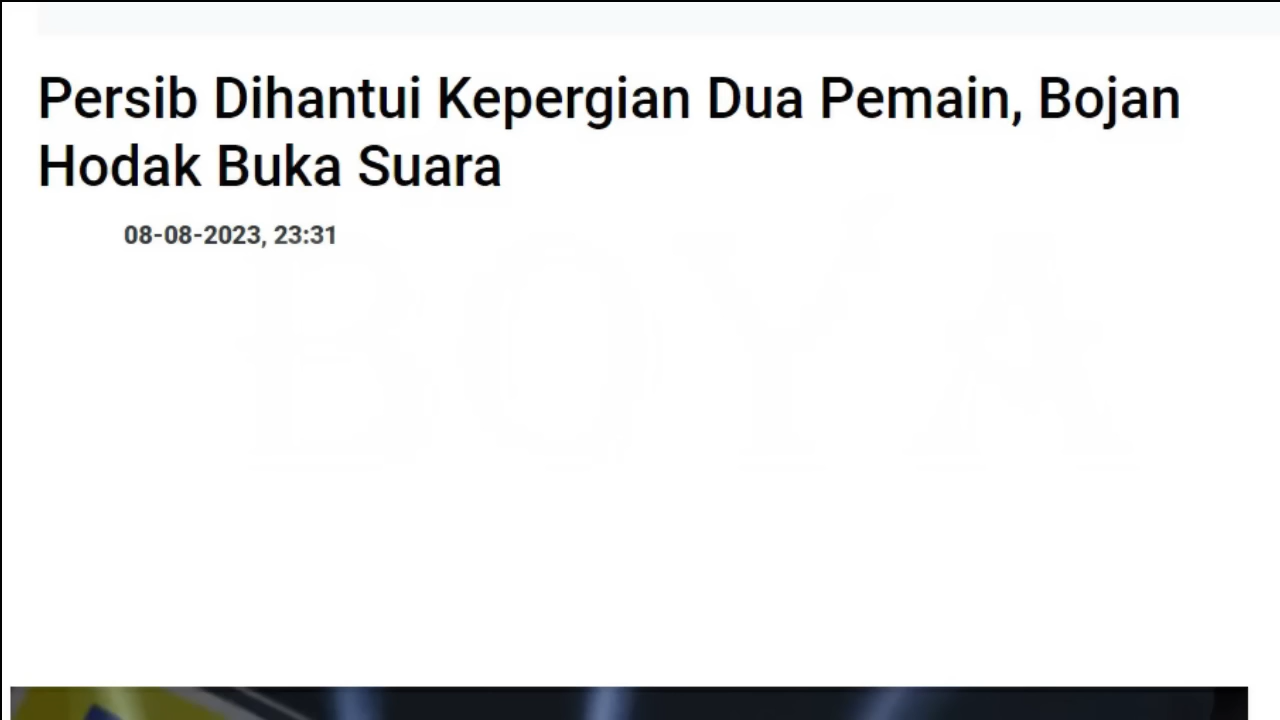 Persib Dihantui Kepergian Dua Pemain, Bojan
Hodak Buka Suara
08-08-2023, 23:31